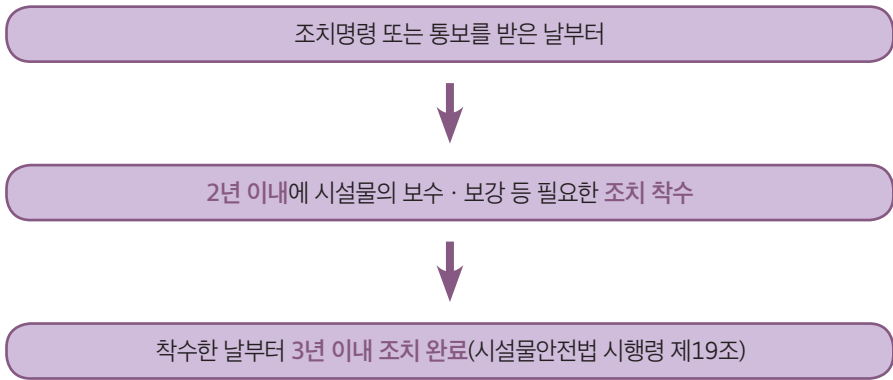 조치명령 또는 통보를 받은 날부터
2년 이내에 시설물의 보수 · 보강 등 필요한 조치 착수
착수한 날부터 3년 이내 조치 완료(시설물안전법 시행령 제19조)